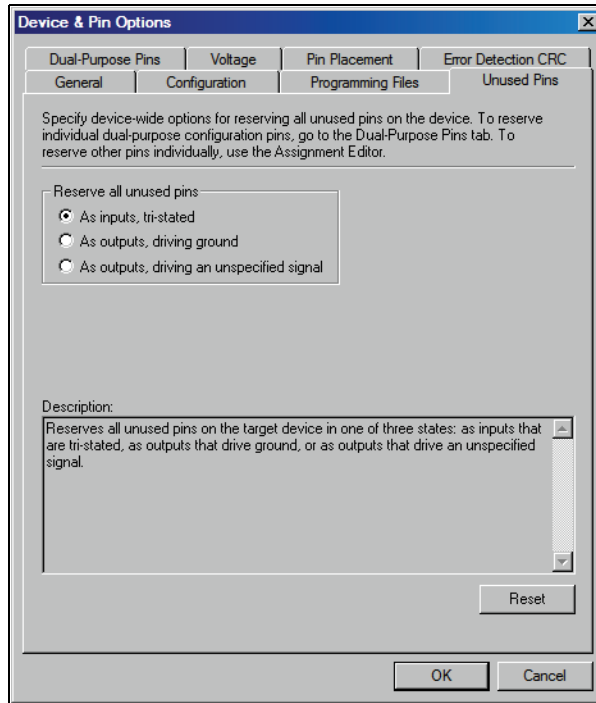 Device & Pin Options
Dual-Purpose Pins Voltage Pin Placement Error Detection CRC
General Configuration Programming Files Unused Pins
Specify device-wide options for reserving all unused pins on the device. To reserve
individual dual-purpose configuration pins, go to the Dual-Purpose Pins tab. To
reserve other pins individually, use the Assignment Editor.
Reserve all unused pins
As inputs, tri-stated
As outputs, driving ground
As outputs, driving an unspecified signal
Description:
Reserves all unused pins on the target device in one of three states: as inputs that
are tri-stated, as outputs that drive ground, or as outputs that drive an unspecified
signal.
Reset
OK Cancel